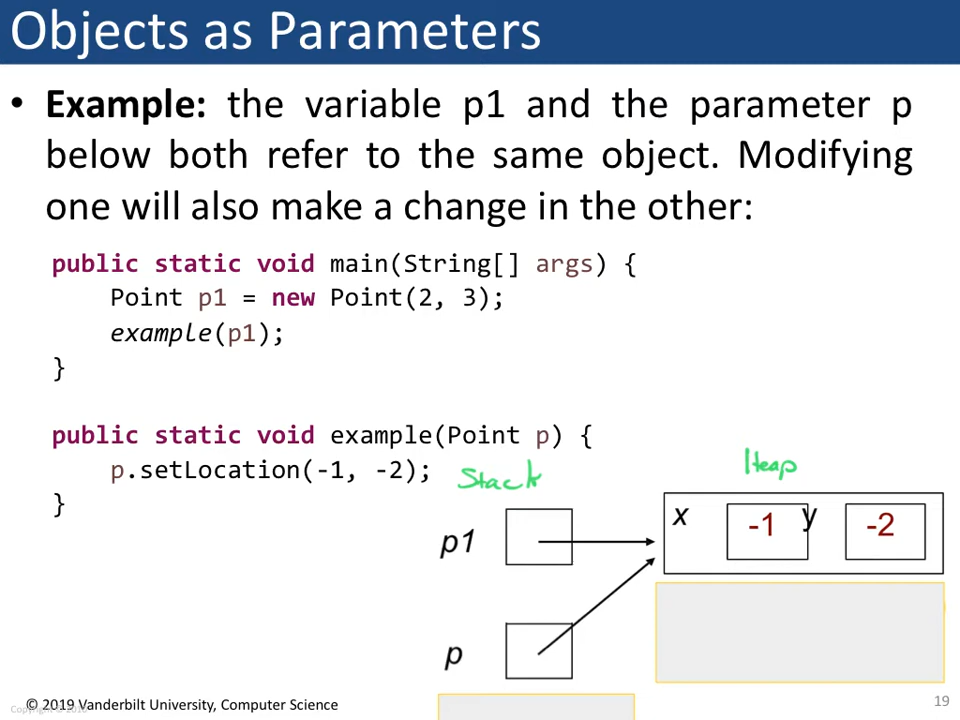 Objects as Parameters
• Example: the variable p1 and the parameter p
below both refer to the same object. Modifying
one will also make a change in the other:
public static void main(String[] args) {
Point p1 = new Point(2, 3);
example(p1);
}
public static void example(Point p) {
p.setLocation(-1, -2);
}
Stack
Heap
p1
x -1 y -2
p
© 2019 Vanderbilt University, Computer Science
19